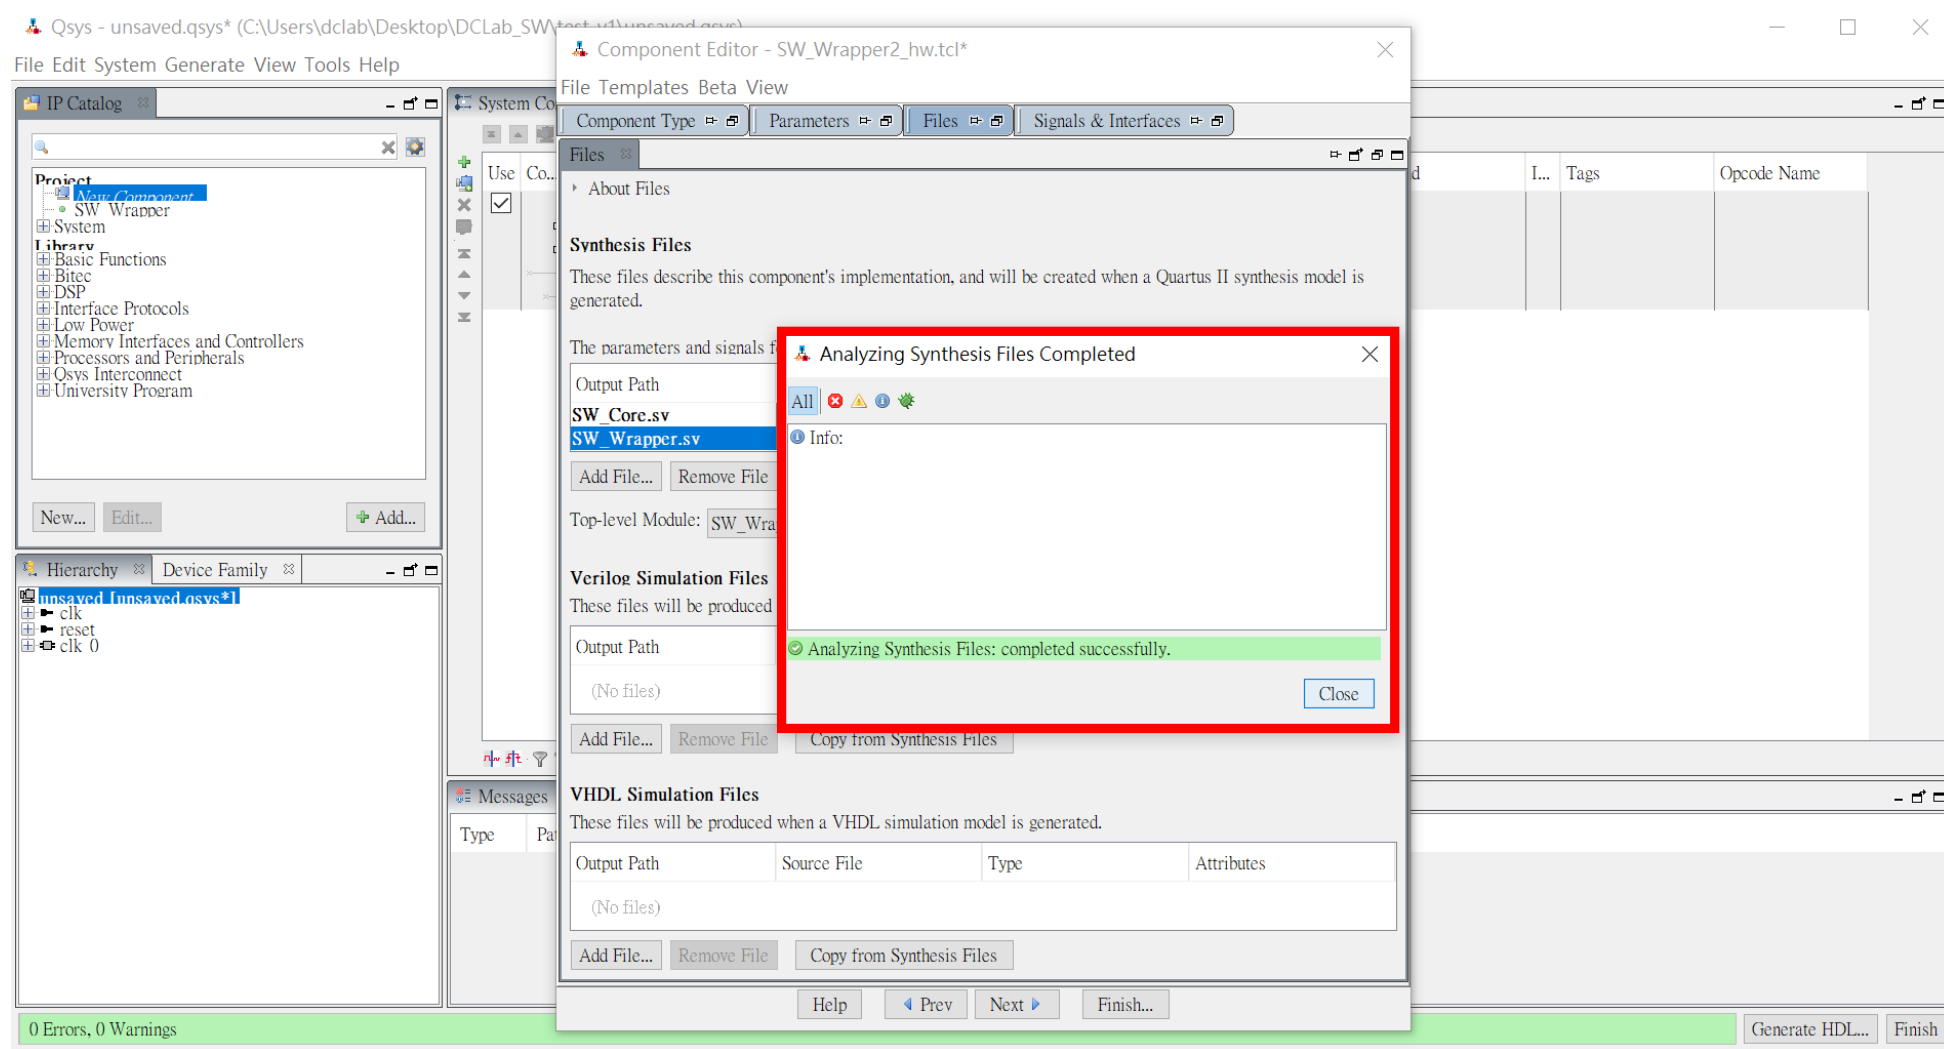 Qsys - unsaved.qsys* (C:\Users\dclab\Desktop\DCLab_SW\test_v1\unsaved.qsys)
File Edit System Generate View Tools Help
IP Catalog
Project
New Component...
SW_Wrapper
System
Library
Basic Functions
Bitec
DSP
Interface Protocols
Low Power
Memory Interfaces and Controllers
Processors and Peripherals
Qsys Interconnect
University Program
New...
Edit...
Add...
Hierarchy
Device Family
unsaved [unsaved.qsys*]
clk
reset
clk_0
System Co
Use
Co...
I...
Tags
Opcode Name
Messages
Type
Component Editor - SW_Wrapper2_hw.tcl*
File Templates Beta View
Component Type
Parameters
Files
Signals & Interfaces
Files
About Files
Synthesis Files
These files describe this component's implementation, and will be created when a Quartus II synthesis model is
generated.
The parameters and signals f
Output Path
SW_Core.sv
SW_Wrapper.sv
Add File...
Remove File
Top-level Module:
SW_Wra
Verilog Simulation Files
These files will be produced
Output Path
(No files)
Add File...
Remove File
Copy from Synthesis Files
VHDL Simulation Files
These files will be produced when a VHDL simulation model is generated.
Output Path
Source File
Type
Attributes
(No files)
Add File...
Remove File
Copy from Synthesis Files
Help
Prev
Next
Finish...
Analyzing Synthesis Files Completed
All
Info:
Analyzing Synthesis Files: completed successfully.
Close
0 Errors, 0 Warnings
Generate HDL...
Finish